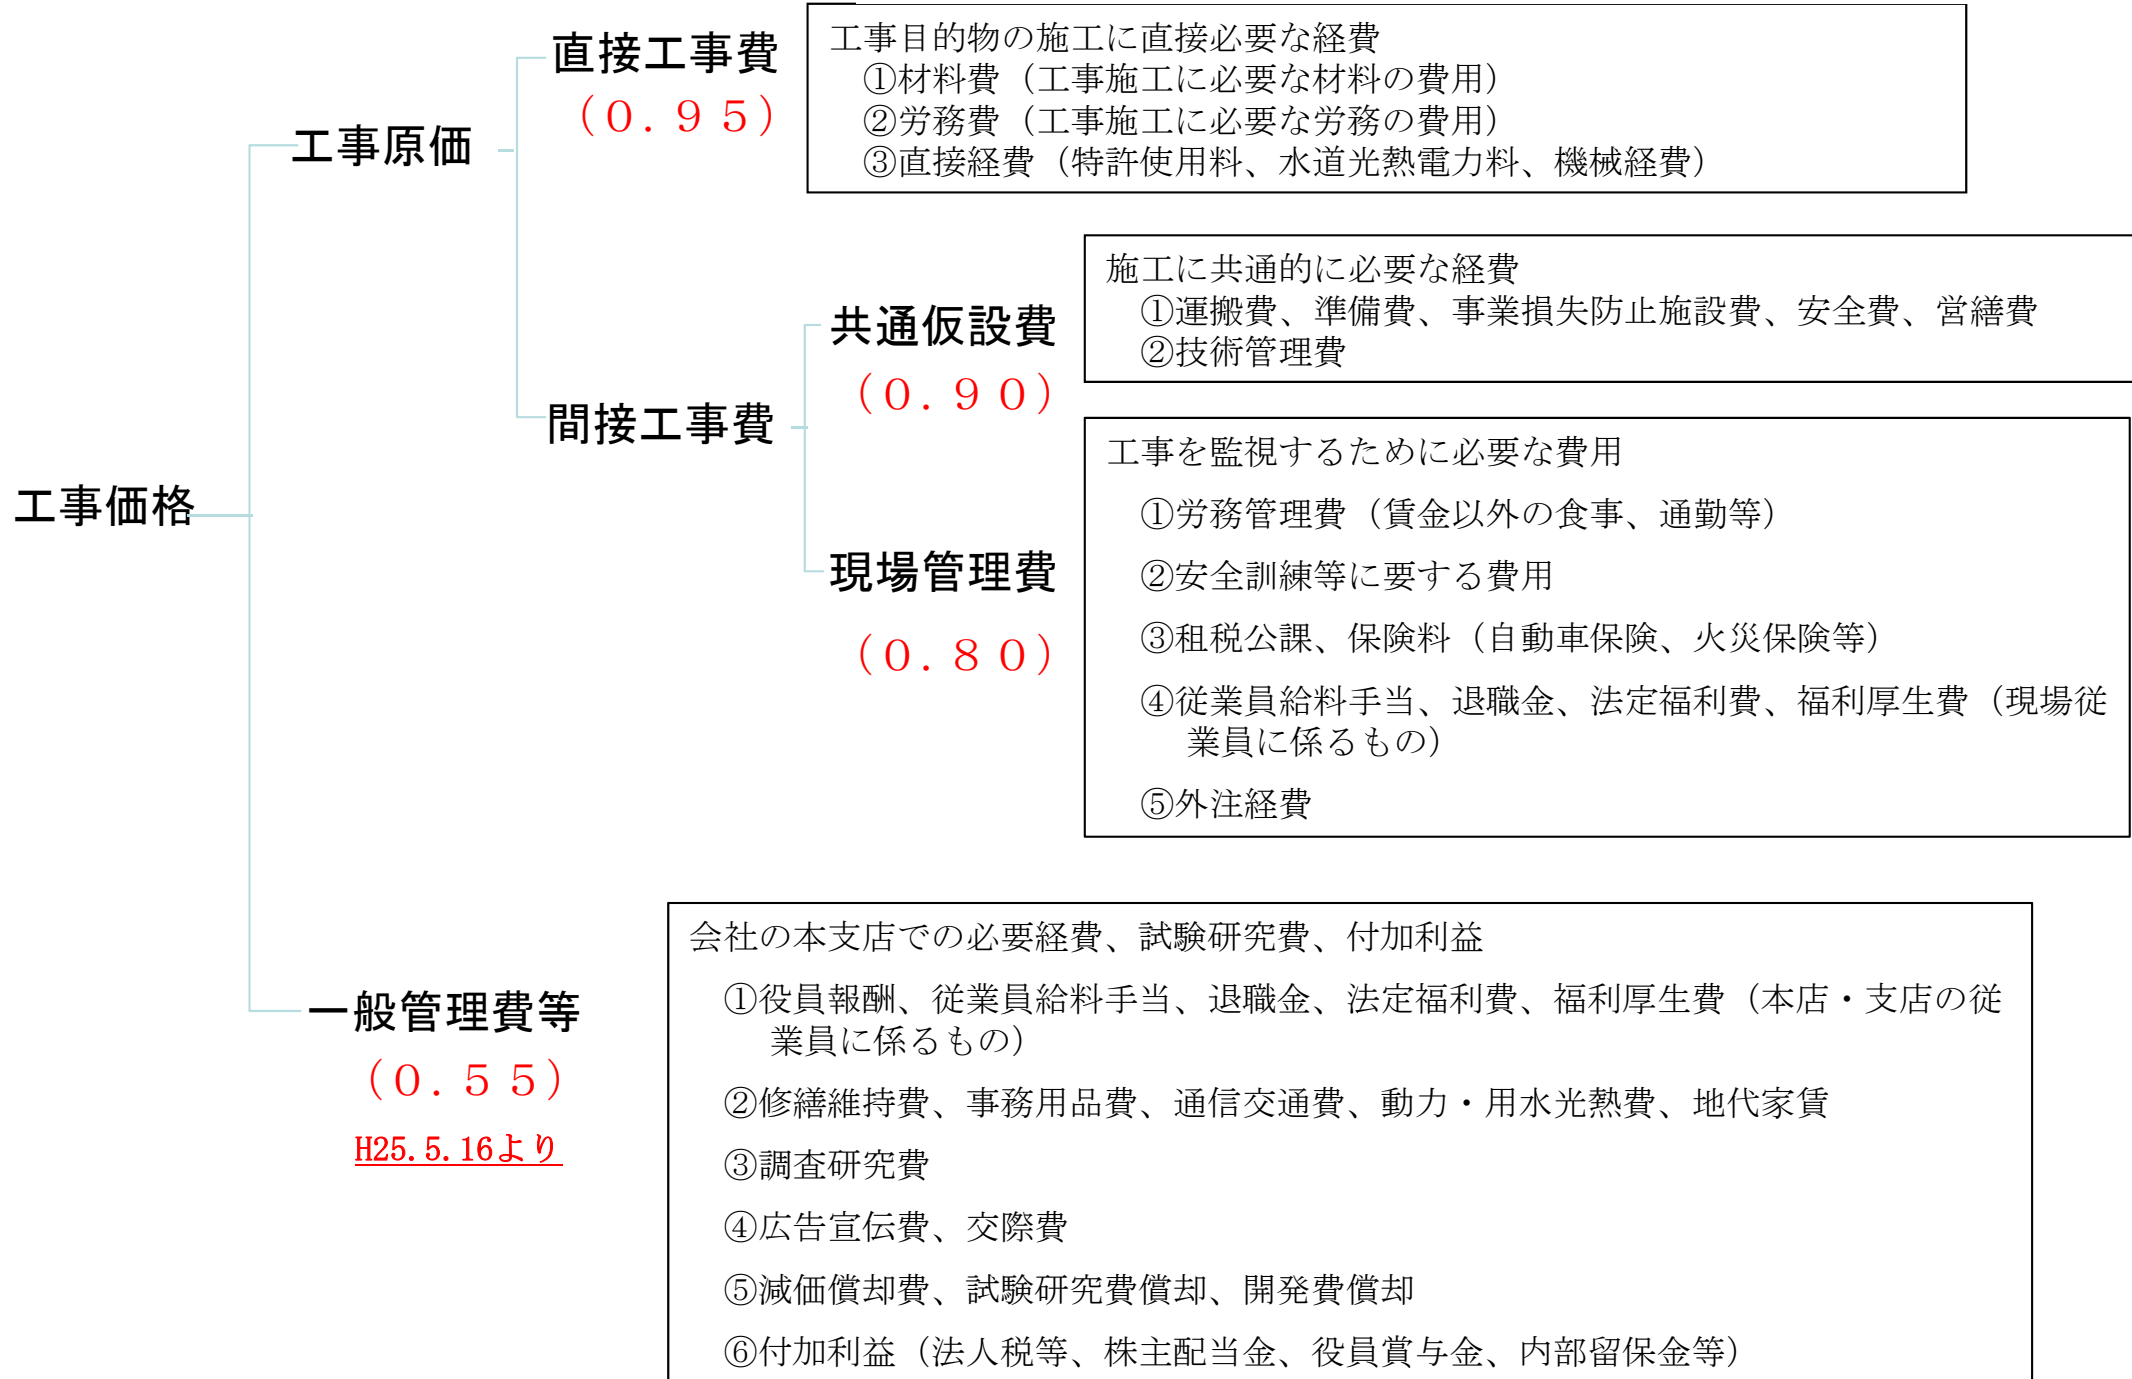 直接工事費
（０．９５）
工事目的物の施工に直接必要な経費
①材料費（工事施工に必要な材料の費用）
②労務費（工事施工に必要な労務の費用）
③直接経費（特許使用料、水道光熱電力料、機械経費）
工事原価
施工に共通的に必要な経費
①運搬費、準備費、事業損失防止施設費、安全費、営繕費
②技術管理費
共通仮設費
（０．９０）
間接工事費
工事を監視するために必要な費用
①労務管理費（賃金以外の食事、通勤等）
②安全訓練等に要する費用
③租税公課、保険料（自動車保険、火災保険等）
④従業員給料手当、退職金、法定福利費、福利厚生費（現場従
業員に係るもの）
⑤外注経費
工事価格
現場管理費
（０．８０）
会社の本支店での必要経費、試験研究費、付加利益
①役員報酬、従業員給料手当、退職金、法定福利費、福利厚生費（本店・支店の従
業員に係るもの）
②修繕維持費、事務用品費、通信交通費、動力・用水光熱費、地代家賃
③調査研究費
④広告宣伝費、交際費
⑤減価償却費、試験研究費償却、開発費償却
⑥付加利益（法人税等、株主配当金、役員賞与金、内部留保金等）
一般管理費等
（０．５５）
H25.5.16より